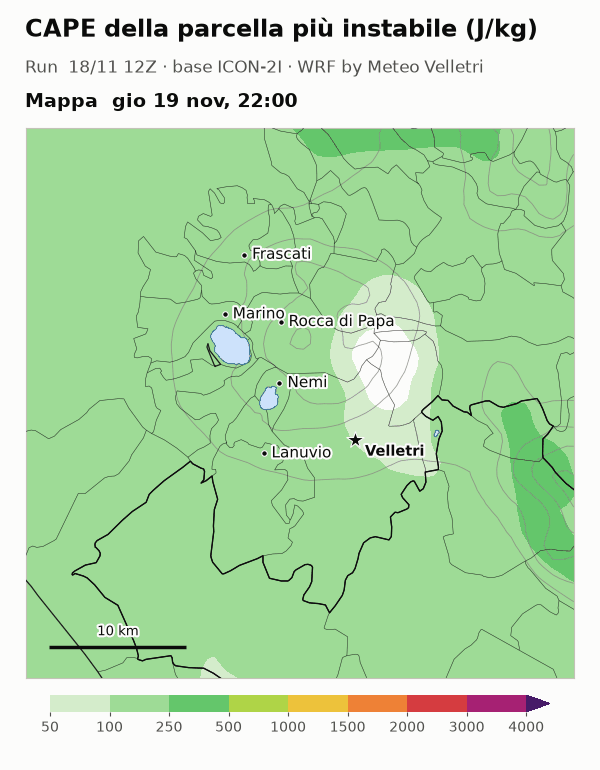 CAPE della parcella più instabile (J/kg)
Run 18/11 12Z · base ICON-2I · WRF by Meteo Velletri
Mappa gio 19 nov, 22:00
Frascati
Marino
Rocca di Papa
Nemi
Velletri
Lanuvio
10 km
50 100 250 500 1000 1500 2000 3000 4000